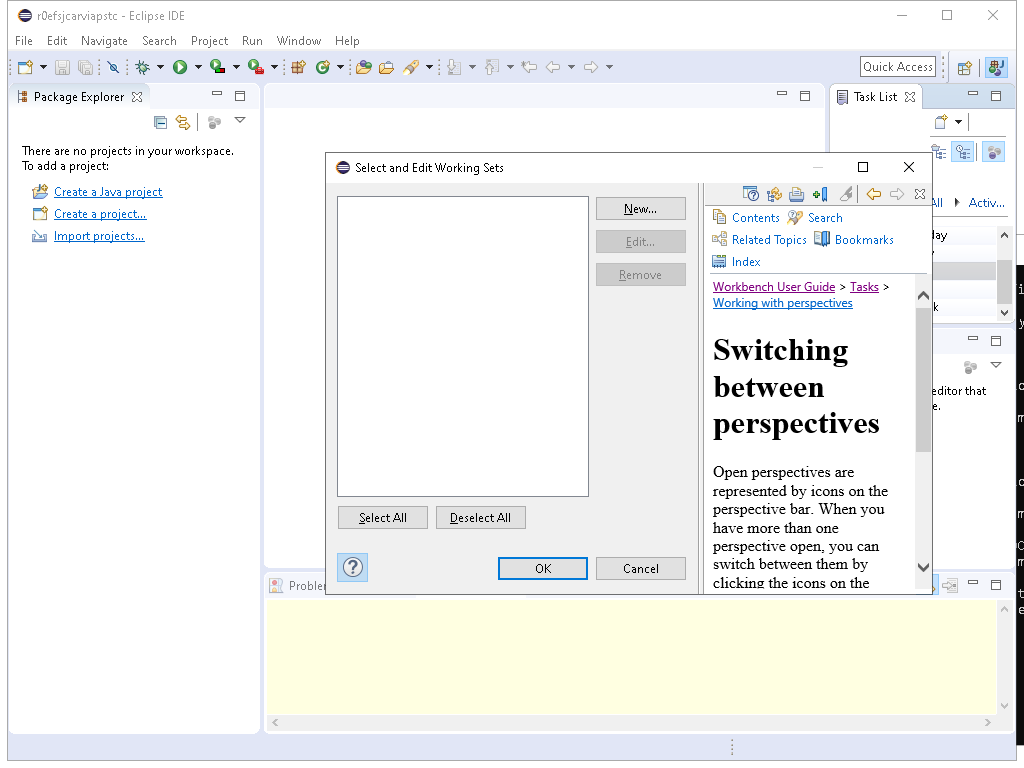 r0efsjcarviapstc - Eclipse IDE
File Edit Navigate Search Project Run Window Help
Quick Access
Package Explorer
Task List
There are no projects in your workspace.
To add a project:
Create a Java project
Create a project...
Import projects...
All Activ...
Select and Edit Working Sets
New...
Edit...
Remove
Select All
Deselect All
OK
Cancel
Contents
Search
Related Topics
Bookmarks
Index
Workbench User Guide > Tasks >
Working with perspectives
Switching
between
perspectives
Open perspectives are
represented by icons on the
perspective bar. When you
have more than one
perspective open, you can
switch between them by
clicking the icons on the
editor that
Problem